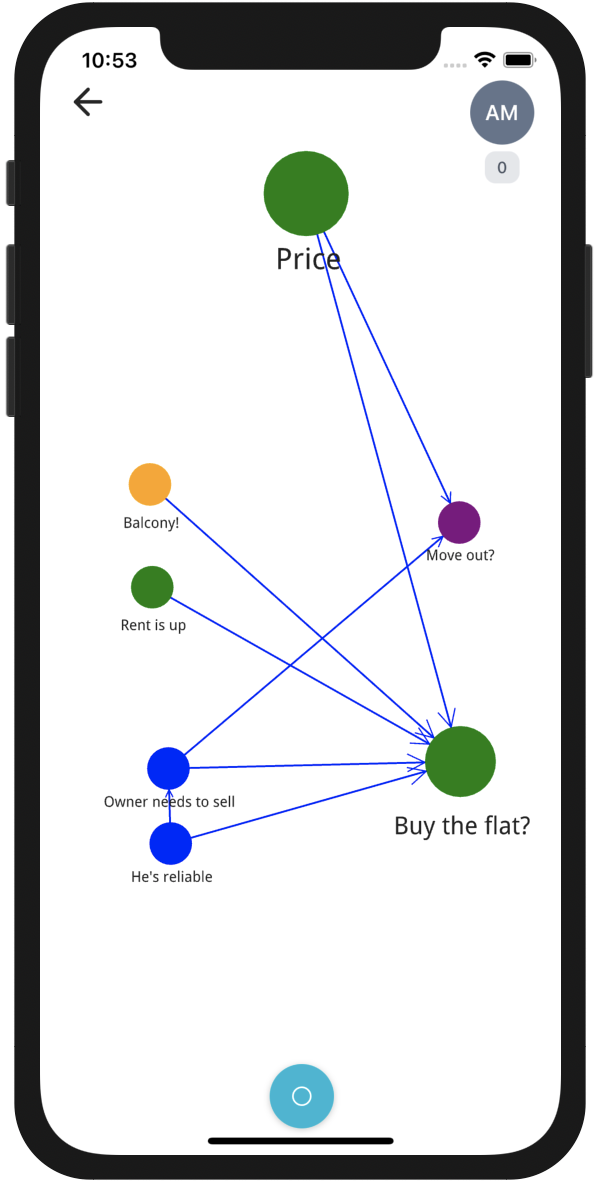 10:53
AM
0
Price
Balcony!
Move out?
Rent is up
Owner needs to sell
Buy the flat?
He's reliable